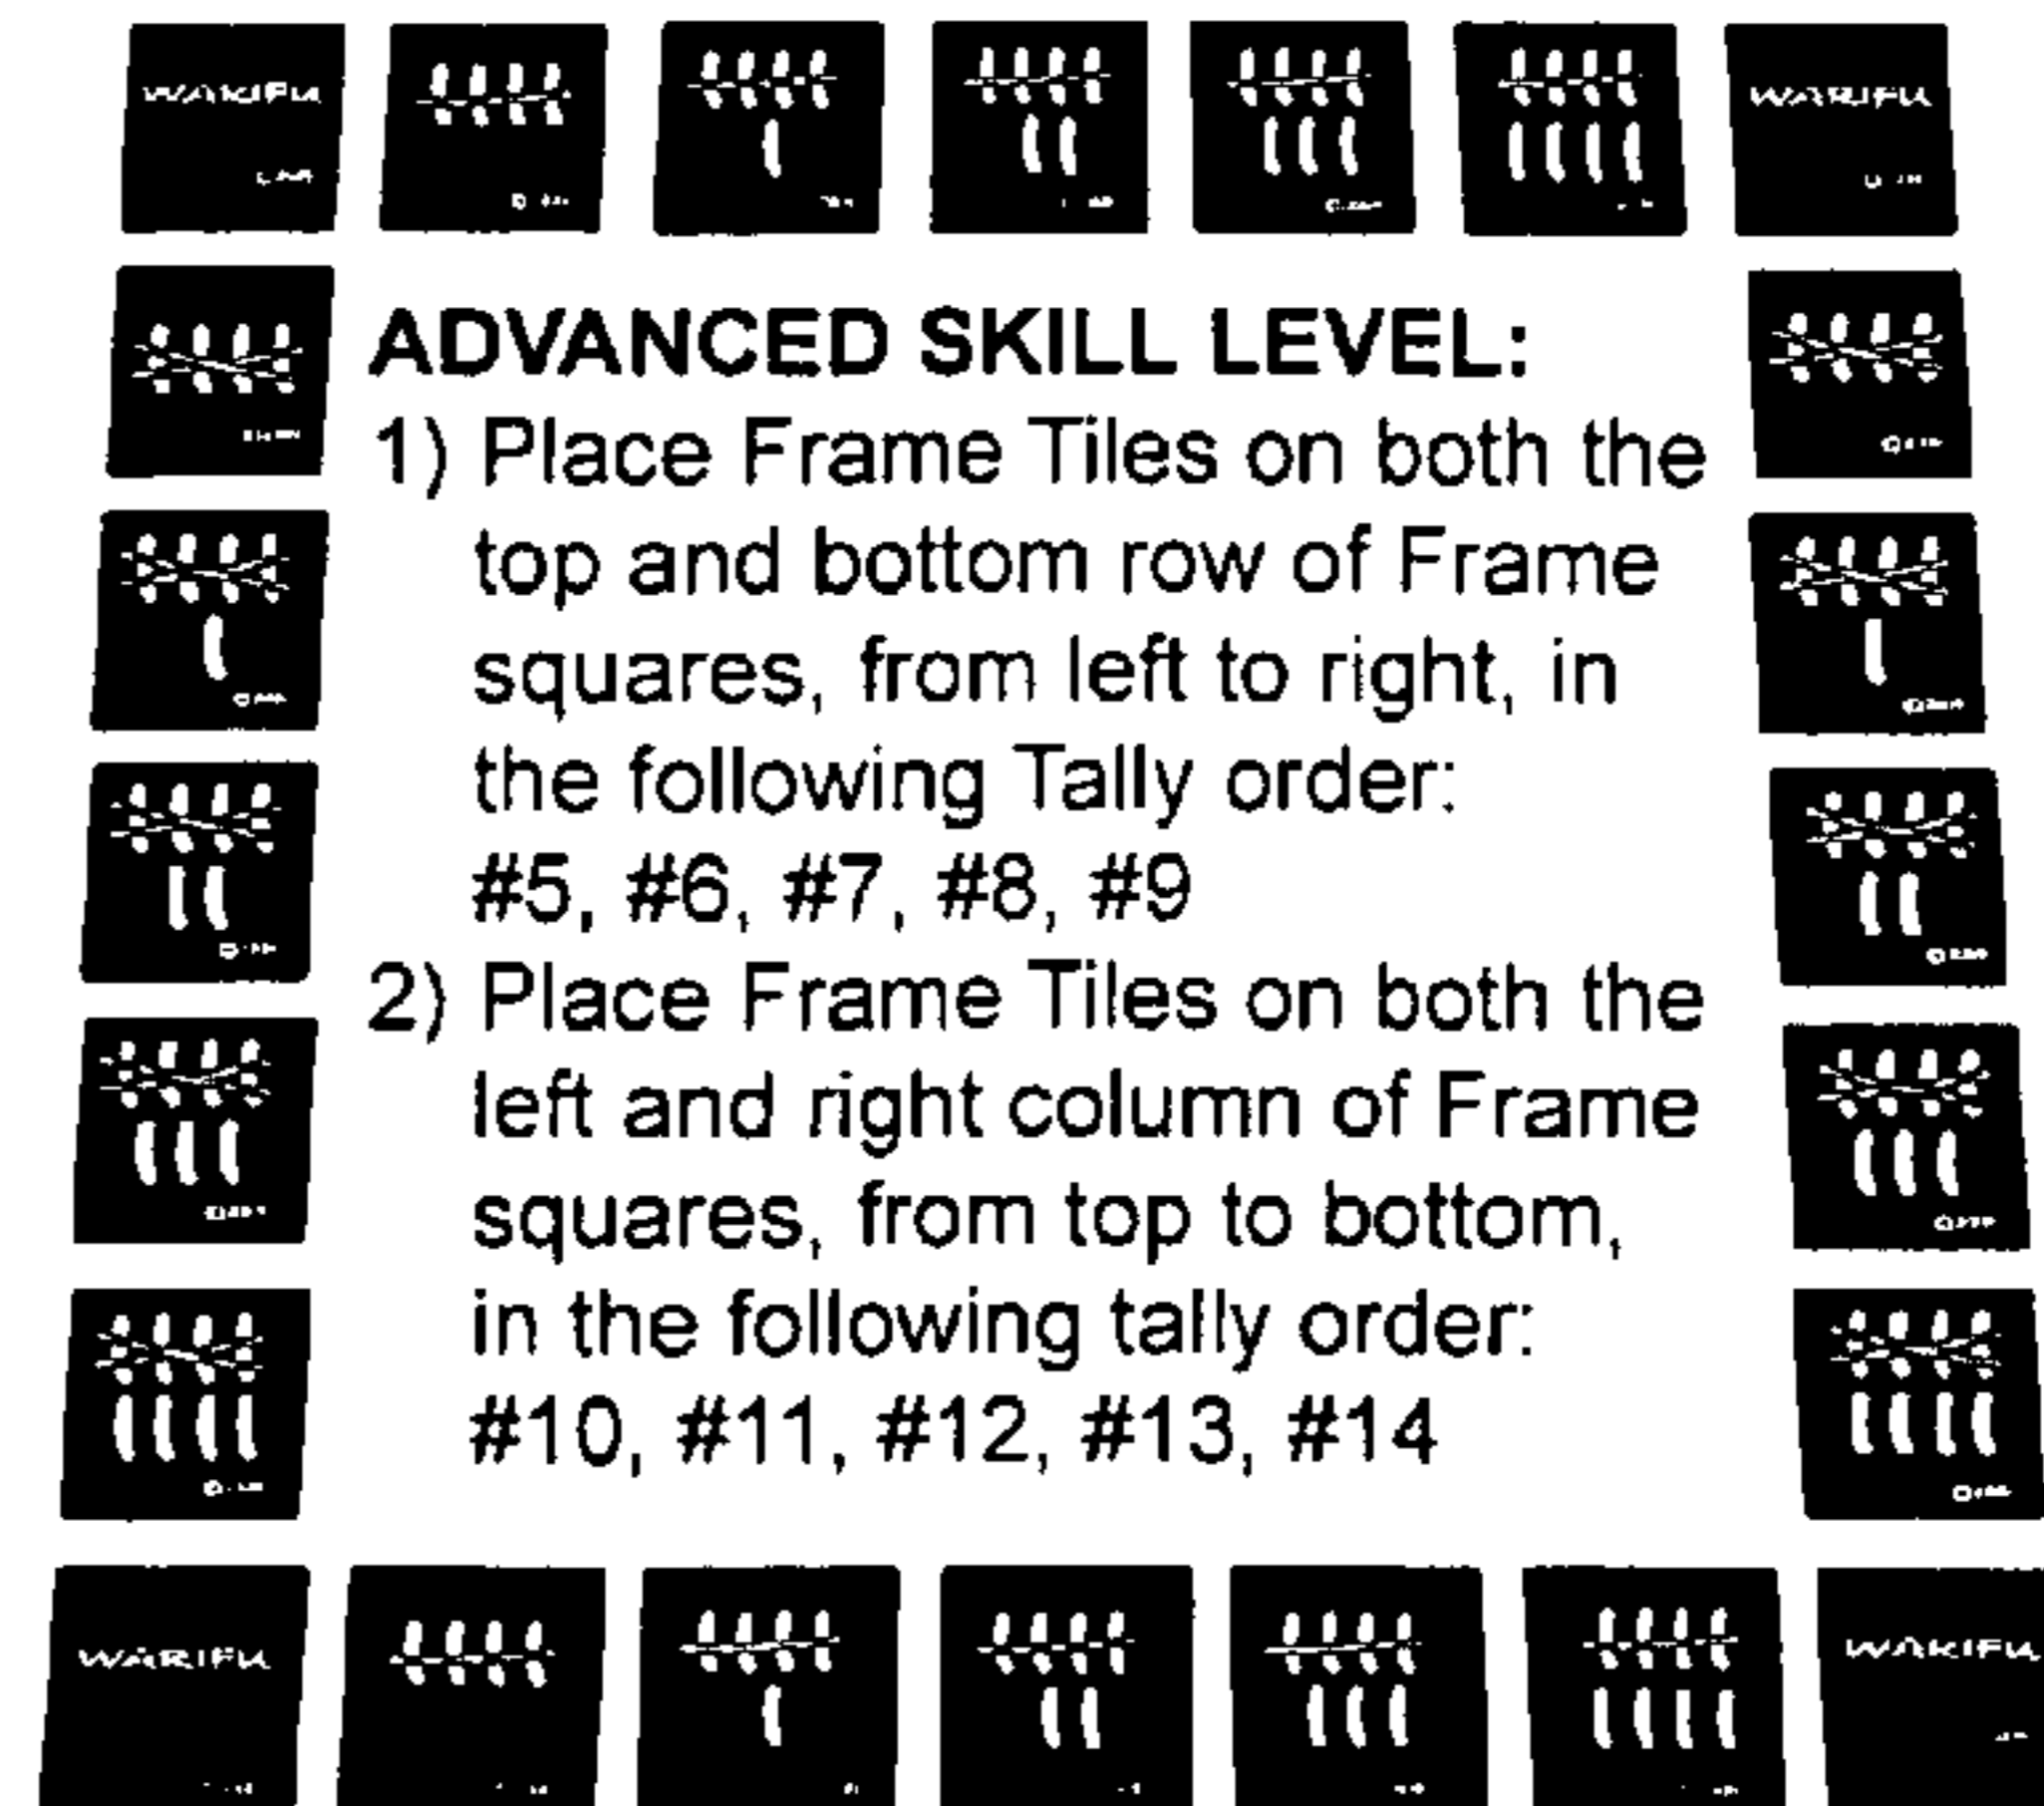 WARIFU WARIFU
ADVANCED SKILL LEVEL:
1) Place Frame Tiles on both the
top and bottom row of Frame
squares, from left to right, in
the following Tally order:
#5, #6, #7, #8, #9
2) Place Frame Tiles on both the
left and right column of Frame
squares, from top to bottom,
in the following tally order:
#10, #11, #12, #13, #14
WARIFU WARIFU